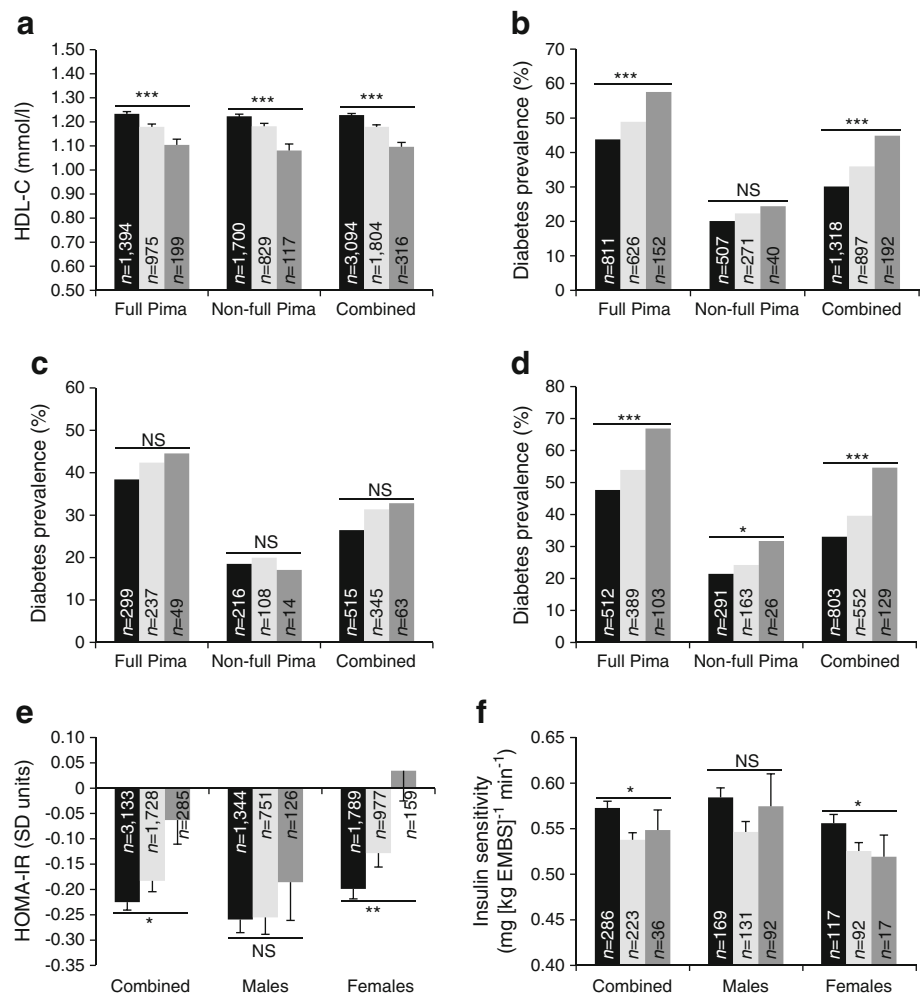 a
HDL-C (mmol/l)
1.50
1.40
1.30
1.20
1.10
1.00
0.90
0.80
0.70
0.60
0.50
***
***
***
n=1,394
n=975
n=199
n=1,700
n=829
n=117
n=3,094
n=1,804
n=316
Full Pima Non-full Pima Combined
b
Diabetes prevalence (%)
70
60
50
40
30
20
10
0
***
NS
***
n=811
n=626
n=152
n=507
n=271
n=40
n=1,318
n=897
n=192
Full Pima Non-full Pima Combined
c
Diabetes prevalence (%)
60
50
40
30
20
10
0
NS
NS
NS
n=299
n=237
n=49
n=216
n=108
n=14
n=515
n=345
n=63
Full Pima Non-full Pima Combined
d
Diabetes prevalence (%)
80
70
60
50
40
30
20
10
0
***
*
***
n=512
n=389
n=103
n=291
n=163
n=26
n=803
n=552
n=129
Full Pima Non-full Pima Combined
e
HOMA-IR (SD units)
0.10
0.05
0
-0.05
-0.10
-0.15
-0.20
-0.25
-0.30
-0.35
n=3,133
n=1,728
n=285
n=1,344
n=751
n=126
n=1,789
n=977
n=159
*
NS
**
Combined Males Females
f
Insulin sensitivity
(mg [kg EMBS]-1 min-1)
0.65
0.60
0.55
0.50
0.45
0.40
*
NS
*
n=286
n=223
n=36
n=169
n=131
n=92
n=117
n=92
n=17
Combined Males Females